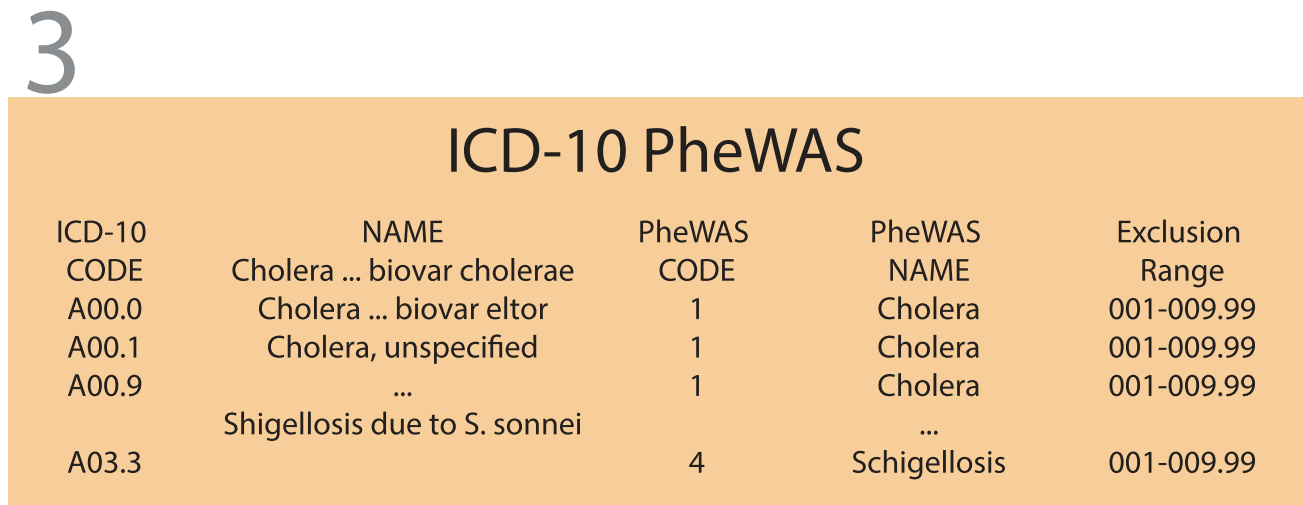 3
ICD-10 PheWAS
ICD-10 NAME PheWAS PheWAS Exclusion
CODE Cholera ... biovar cholerae CODE NAME Range
A00.0 Cholera ... biovar eltor 1 Cholera 001-009.99
A00.1 Cholera, unspecified 1 Cholera 001-009.99
A00.9 ... 1 Cholera 001-009.99
Shigellosis due to S. sonnei ...
A03.3 4 Schigellosis 001-009.99